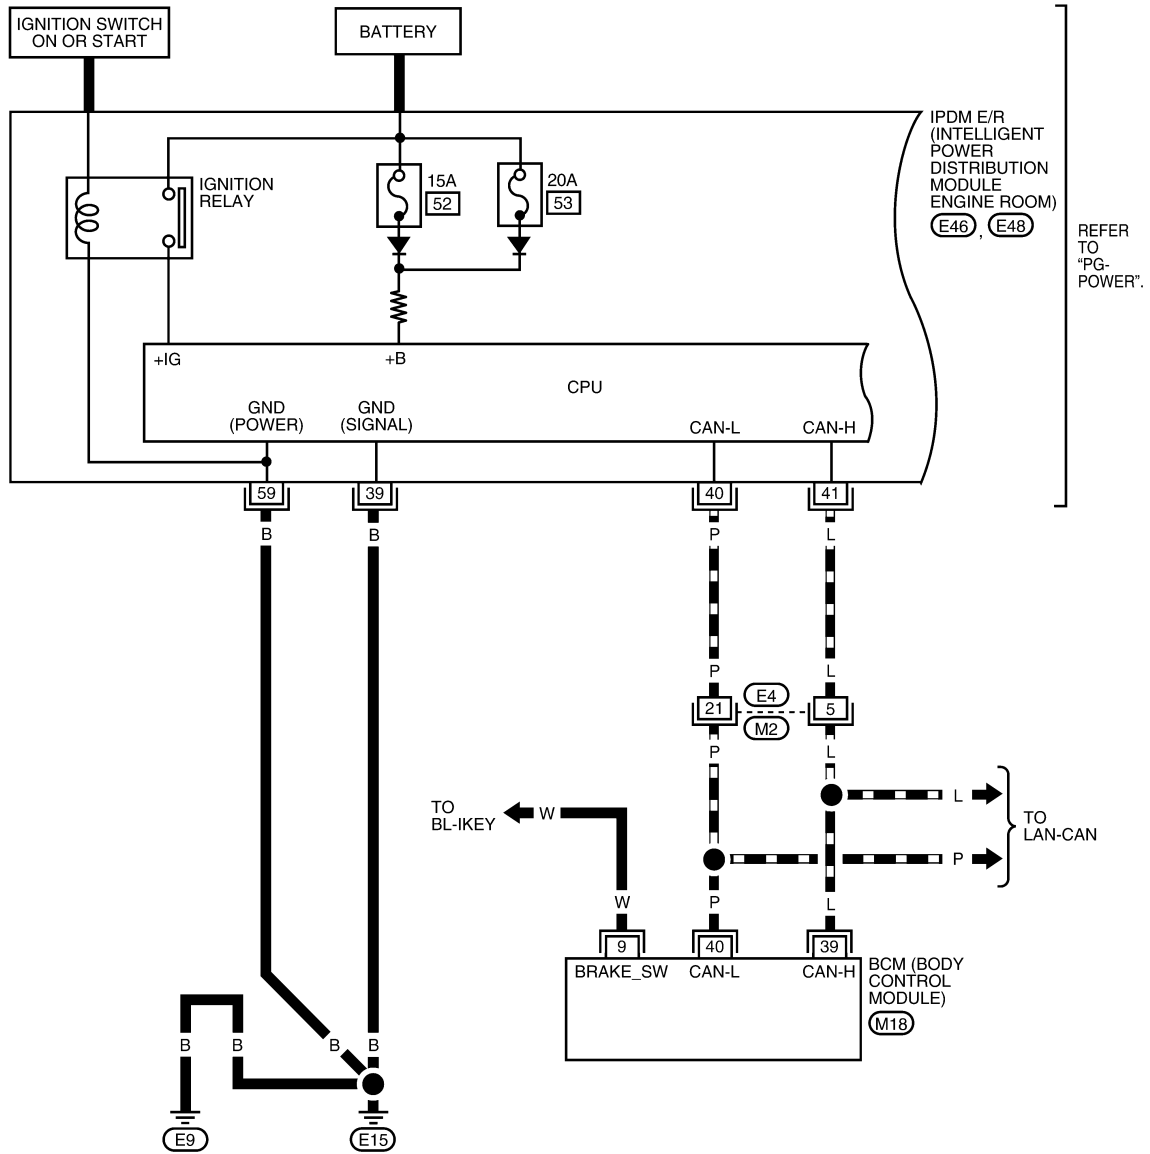 IGNITION SWITCH
ON OR START
BATTERY
IPDM E/R
(INTELLIGENT
POWER
DISTRIBUTION
MODULE
ENGINE ROOM)
E46 , E48
REFER
TO
“PG-
POWER”.
IGNITION
RELAY
15A
52
20A
53
+IG
+B
CPU
GND
(POWER)
GND
(SIGNAL)
CAN-L
CAN-H
59
39
40
41
B
B
P
L
P
L
21
E4
M2
5
P
L
L
TO
LAN-CAN
P
TO
BL-IKEY
W
W
P
L
9
40
39
BRAKE_SW
CAN-L
CAN-H
BCM (BODY
CONTROL
MODULE)
M18
B
B
B
B
E9
E15